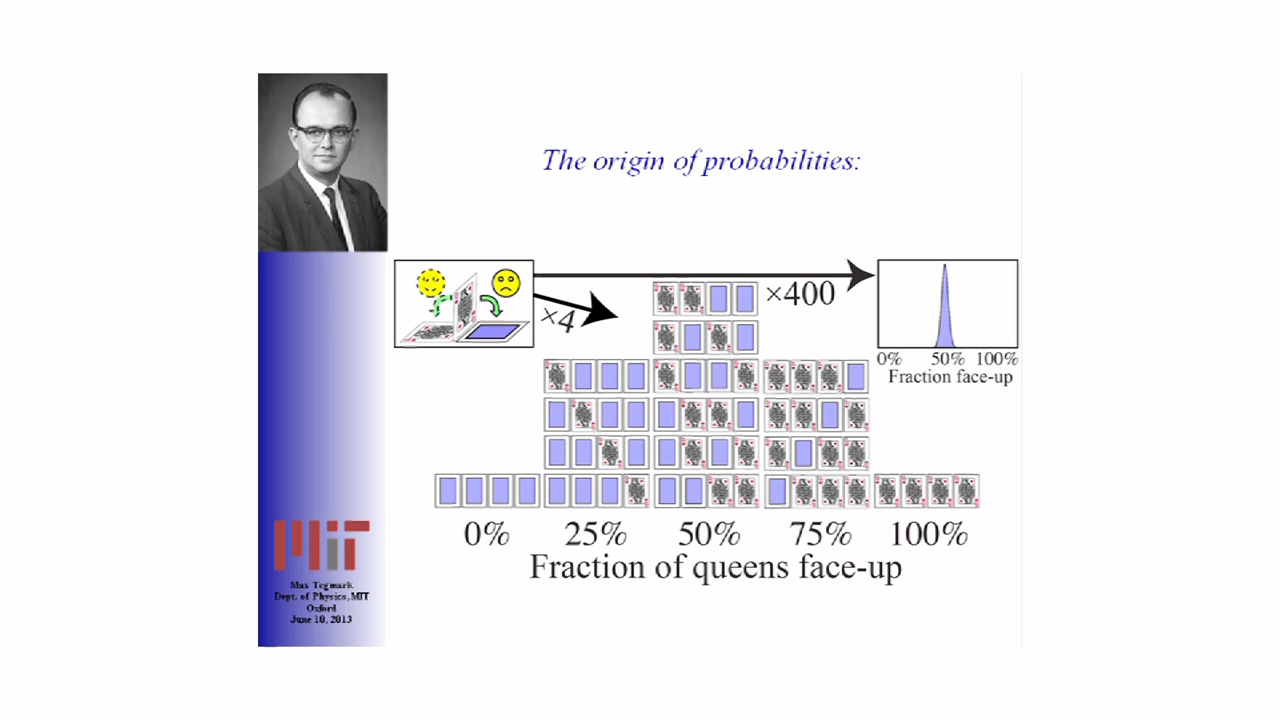 The origin of probabilities:
×4
×400
0% 50% 100%
Fraction face-up
0% 25% 50% 75% 100%
Fraction of queens face-up
MIT
Max Tegmark
Dept. of Physics, MIT
Oxford
June 10, 2013